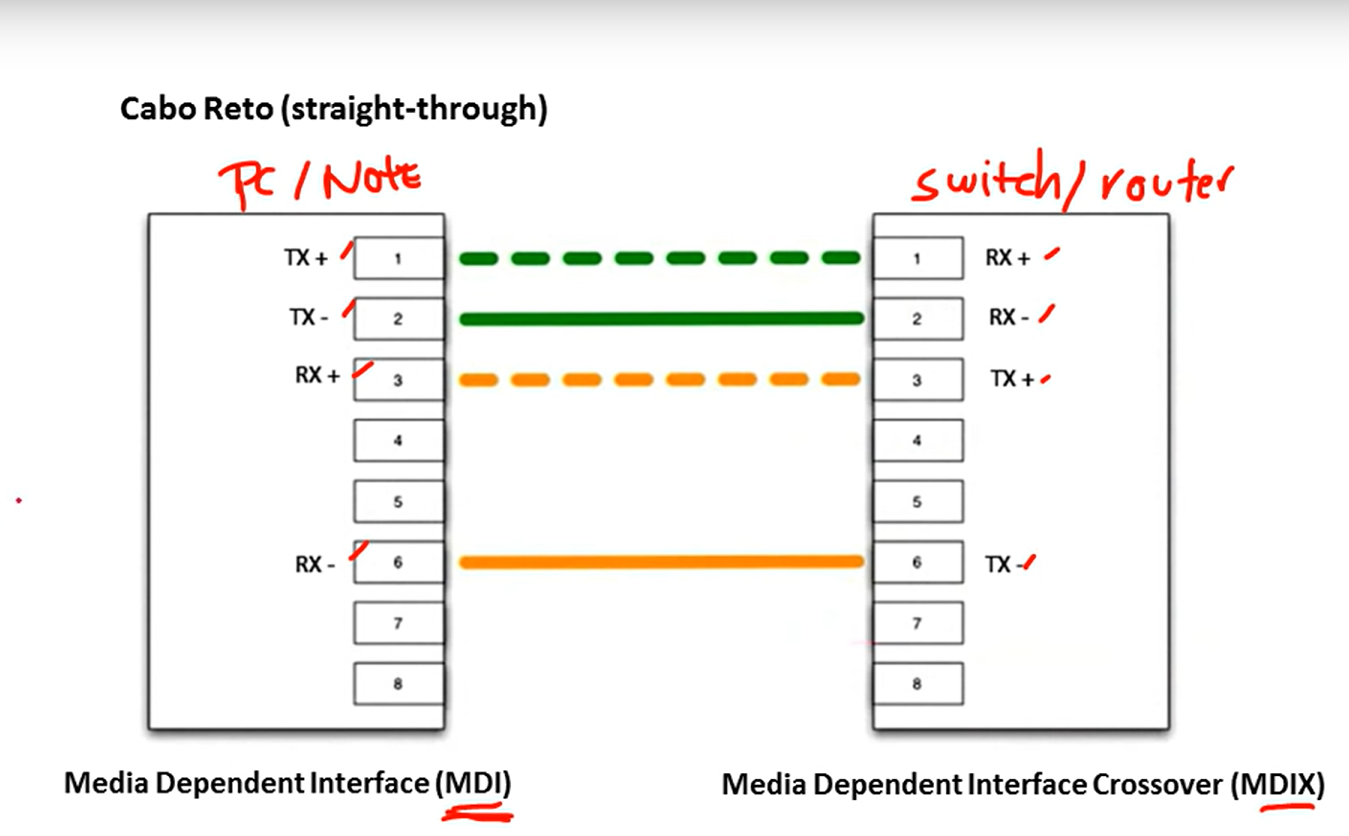 Cabo Reto (straight-through)
PC / Note
switch/router
TX + 1 1 RX +
TX - 2 2 RX -
RX + 3 3 TX +
4 4
5 5
RX - 6 6 TX -
7 7
8 8
Media Dependent Interface (MDI)
Media Dependent Interface Crossover (MDIX)